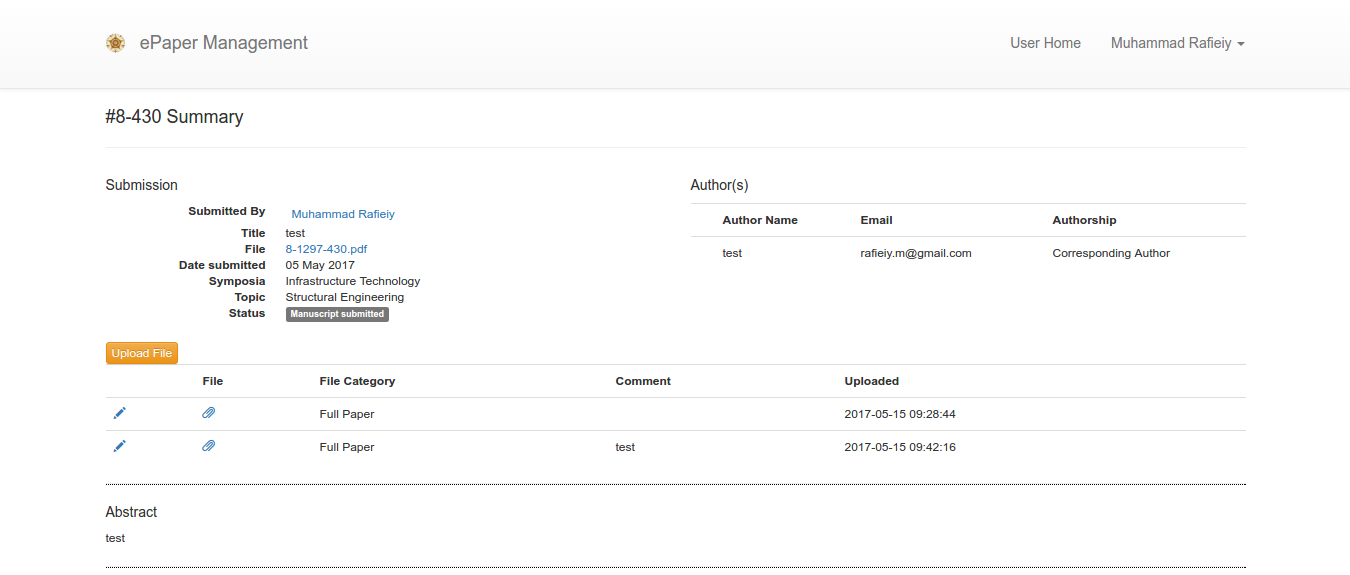 ePaper Management
User Home
Muhammad Rafieiy
#8-430 Summary
Submission
Submitted By Muhammad Rafieiy
Title test
File 8-1297-430.pdf
Date submitted 05 May 2017
Symposia Infrastructure Technology
Topic Structural Engineering
Status Manuscript submitted
Author(s)
Author Name Email Authorship
test rafieiy.m@gmail.com Corresponding Author
Upload File
File File Category Comment Uploaded
Full Paper 2017-05-15 09:28:44
Full Paper test 2017-05-15 09:42:16
Abstract
test